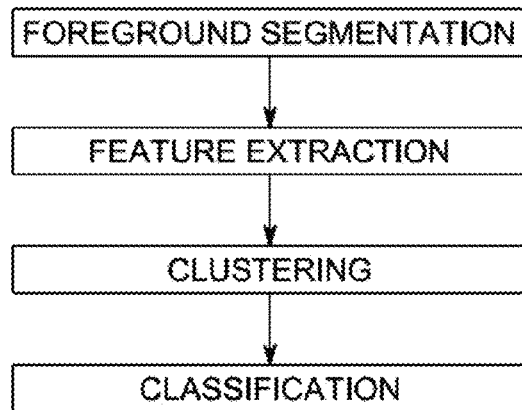 FOREGROUND SEGMENTATION
FEATURE EXTRACTION
CLUSTERING
CLASSIFICATION